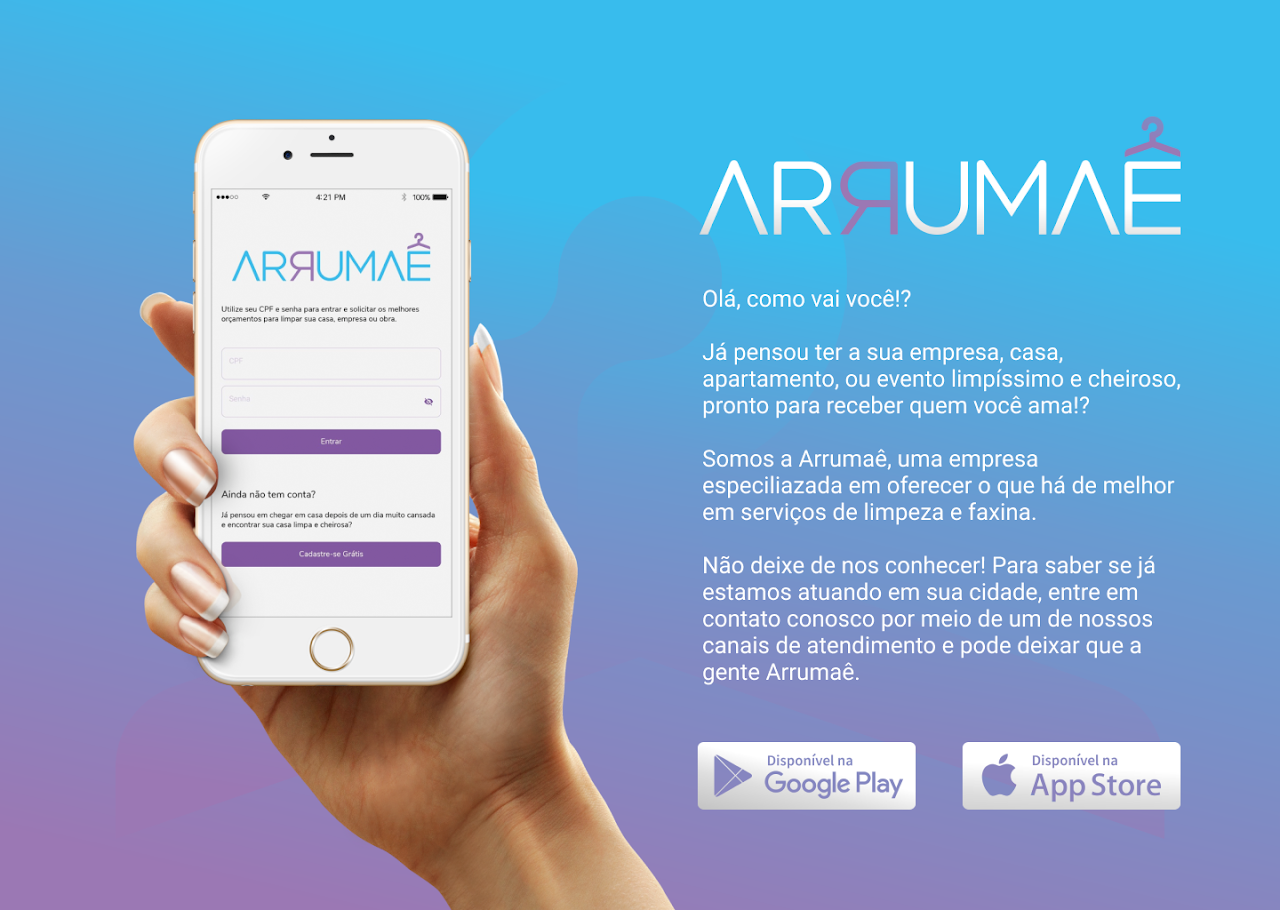 4:21 PM
100%
ARRUMAÊ
Utilize seu CPF e senha para entrar e solicitar os melhores
orçamentos para limpar sua casa, empresa ou obra.
CPF
Senha
Entrar
Ainda não tem conta?
Já pensou em chegar em casa depois de um dia muito cansada
e encontrar sua casa limpa e cheirosa?
Cadastre-se Grátis
ARRUMAÊ
Olá, como vai você!?
Já pensou ter a sua empresa, casa,
apartamento, ou evento limpíssimo e cheiroso,
pronto para receber quem você ama!?
Somos a Arrumaê, uma empresa
especiliazada em oferecer o que há de melhor
em serviços de limpeza e faxina.
Não deixe de nos conhecer! Para saber se já
estamos atuando em sua cidade, entre em
contato conosco por meio de um de nossos
canais de atendimento e pode deixar que a
gente Arrumaê.
Disponível na
Google Play
Disponível na
App Store